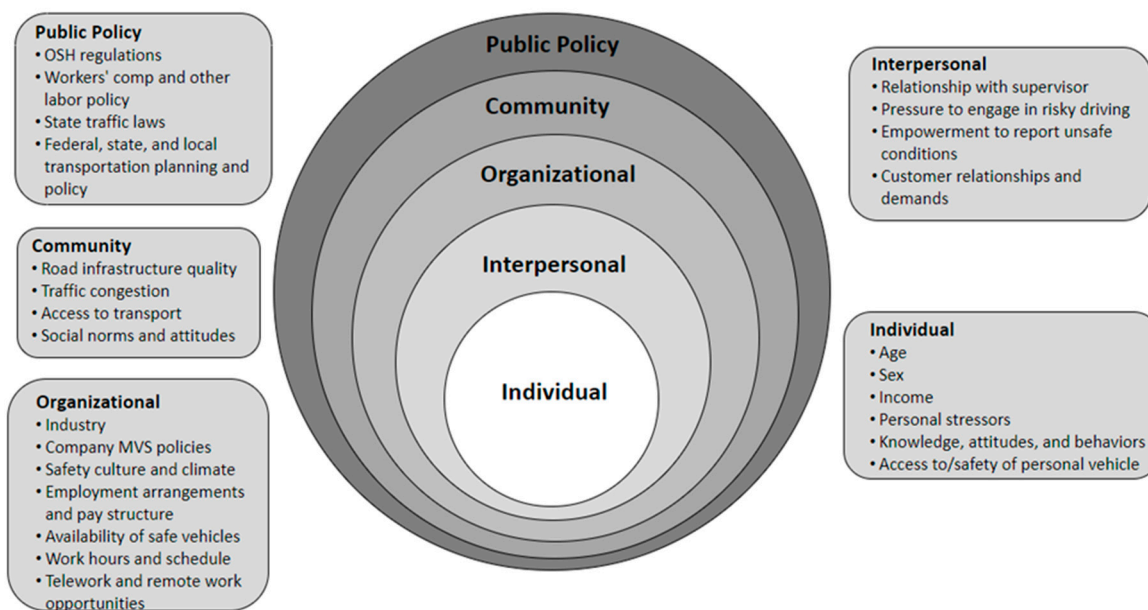 Public Policy
• OSH regulations
• Workers' comp and other
labor policy
• State traffic laws
• Federal, state, and local
transportation planning and
policy
Community
• Road infrastructure quality
• Traffic congestion
• Access to transport
• Social norms and attitudes
Organizational
• Industry
• Company MVS policies
• Safety culture and climate
• Employment arrangements
and pay structure
• Availability of safe vehicles
• Work hours and schedule
• Telework and remote work
opportunities
Public Policy
Community
Organizational
Interpersonal
Individual
Interpersonal
• Relationship with supervisor
• Pressure to engage in risky driving
• Empowerment to report unsafe
conditions
• Customer relationships and
demands
Individual
• Age
• Sex
• Income
• Personal stressors
• Knowledge, attitudes, and behaviors
• Access to/safety of personal vehicle